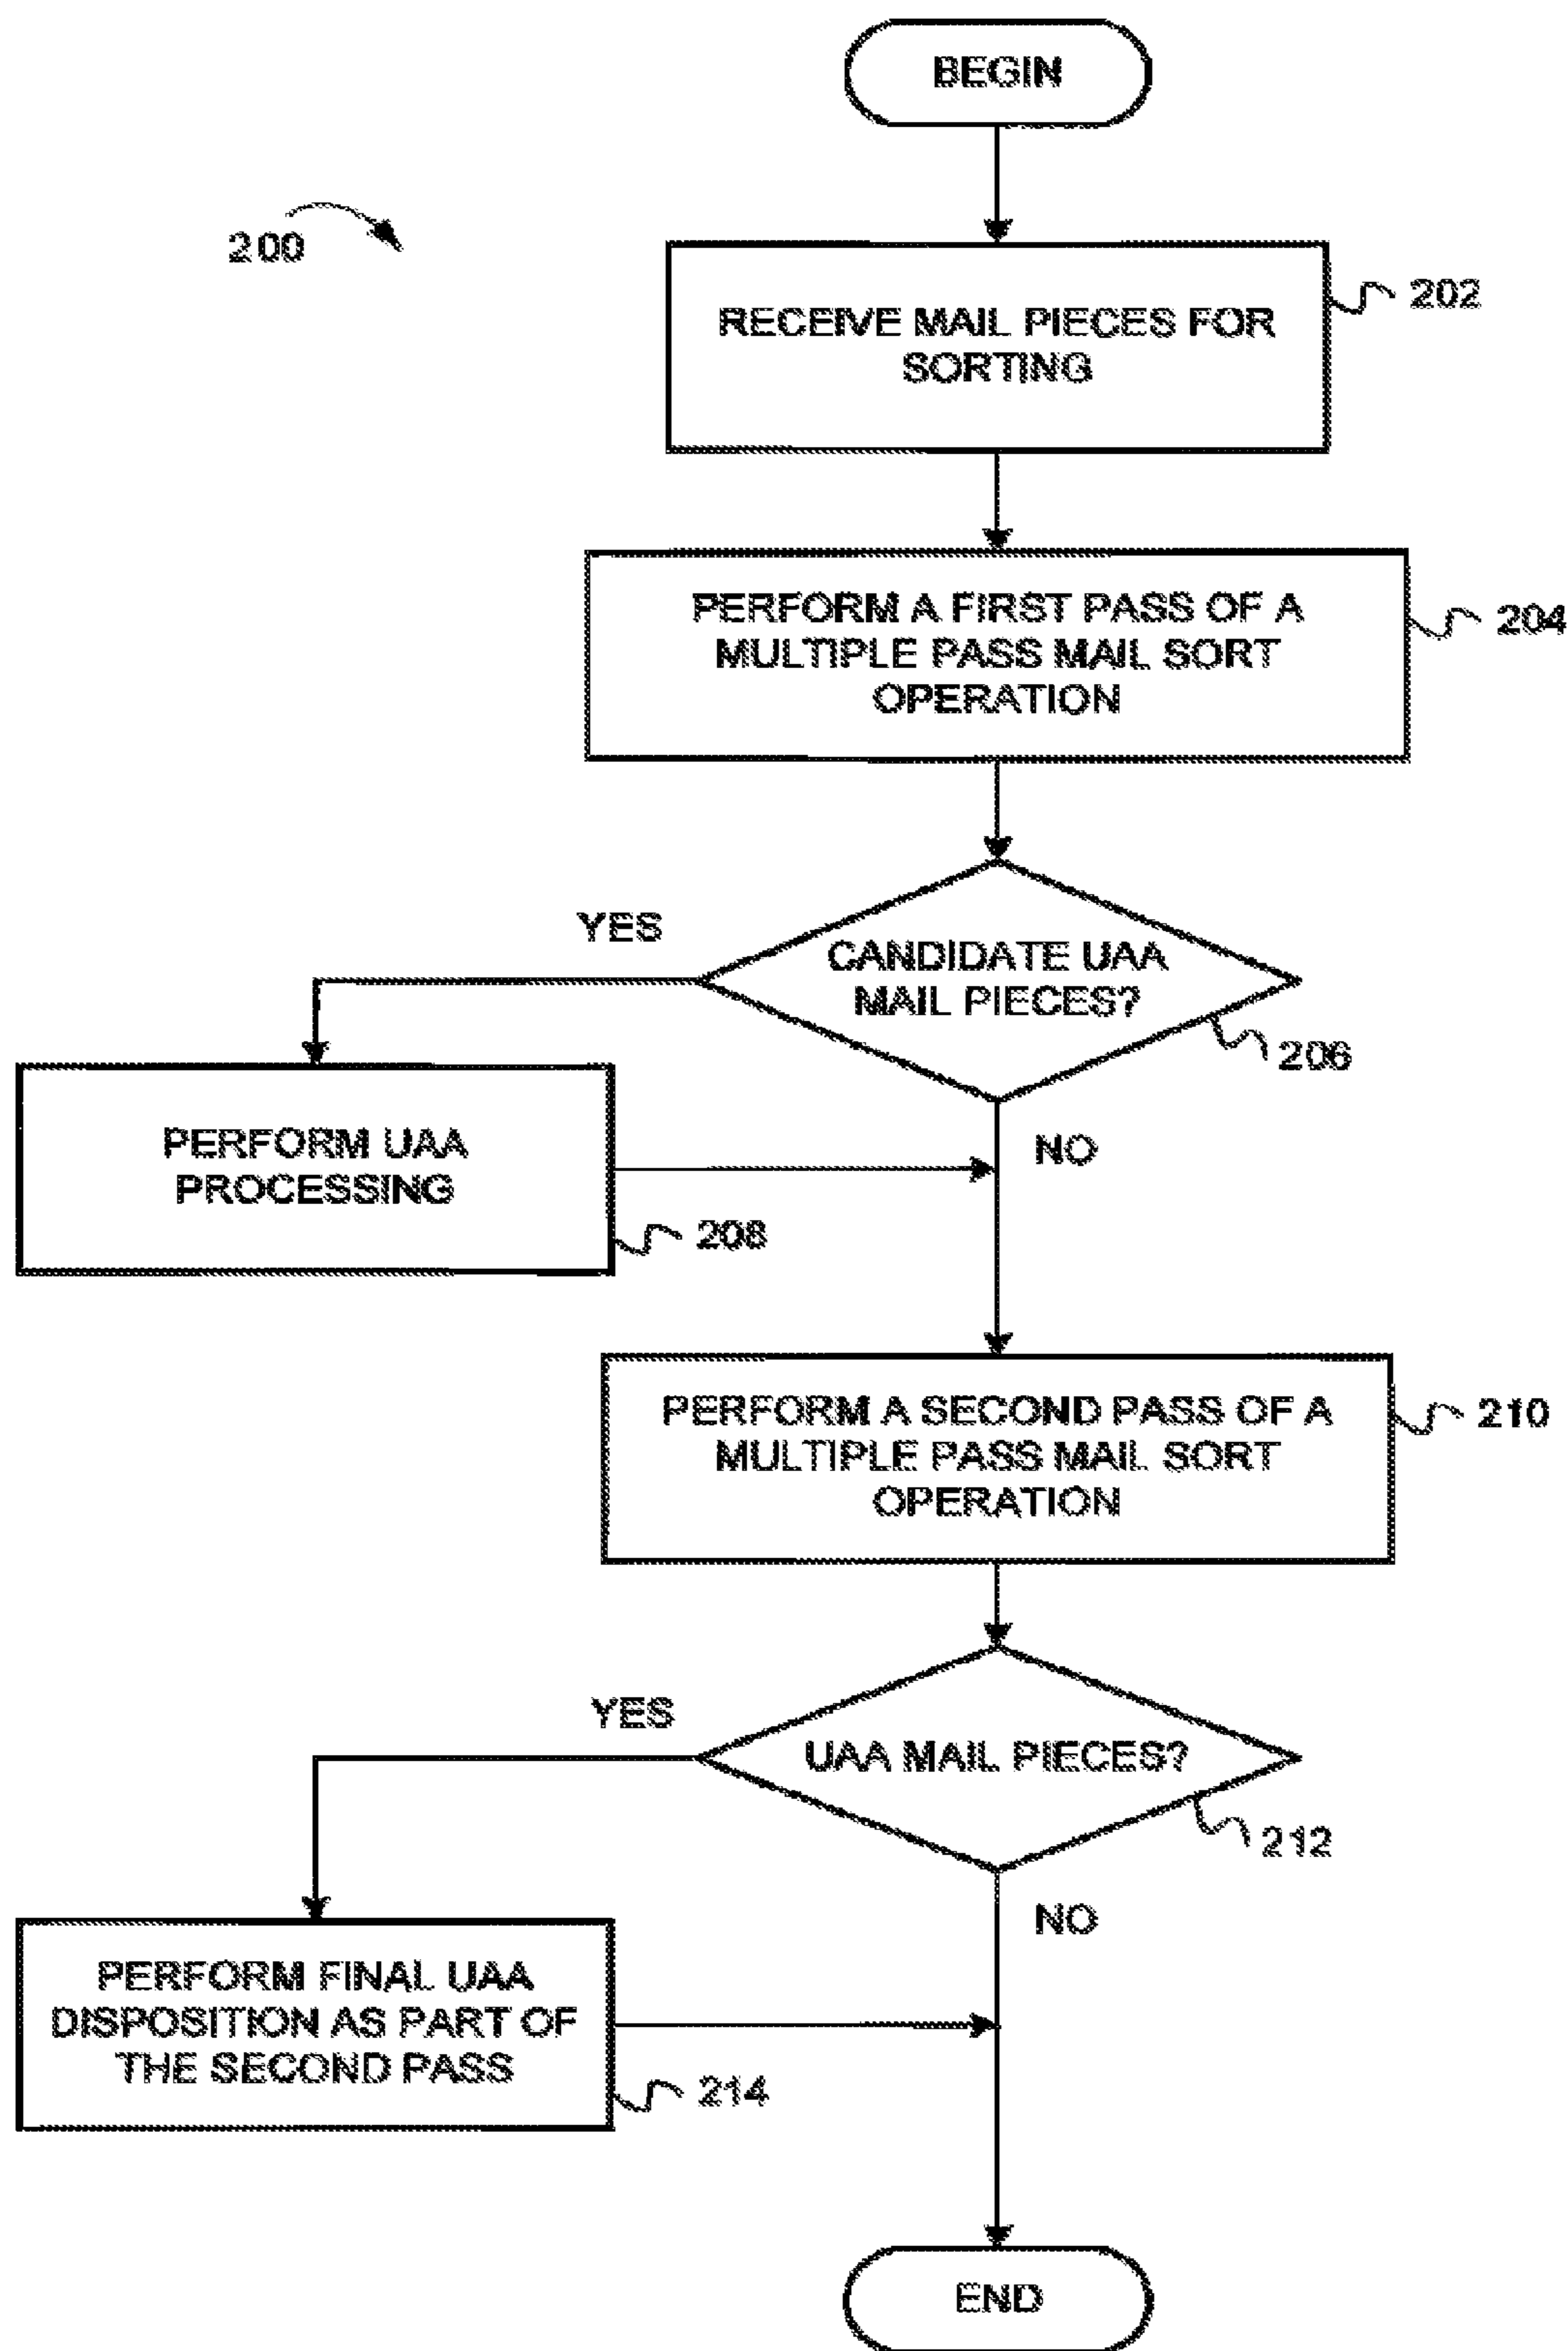 BEGIN
200
RECEIVE MAIL PIECES FOR
SORTING
202
PERFORM A FIRST PASS OF A
MULTIPLE PASS MAIL SORT
OPERATION
204
YES
CANDIDATE UAA
MAIL PIECES?
206
NO
PERFORM UAA
PROCESSING
208
PERFORM A SECOND PASS OF A
MULTIPLE PASS MAIL SORT
OPERATION
210
YES
UAA MAIL PIECES?
212
NO
PERFORM FINAL UAA
DISPOSITION AS PART OF
THE SECOND PASS
214
END